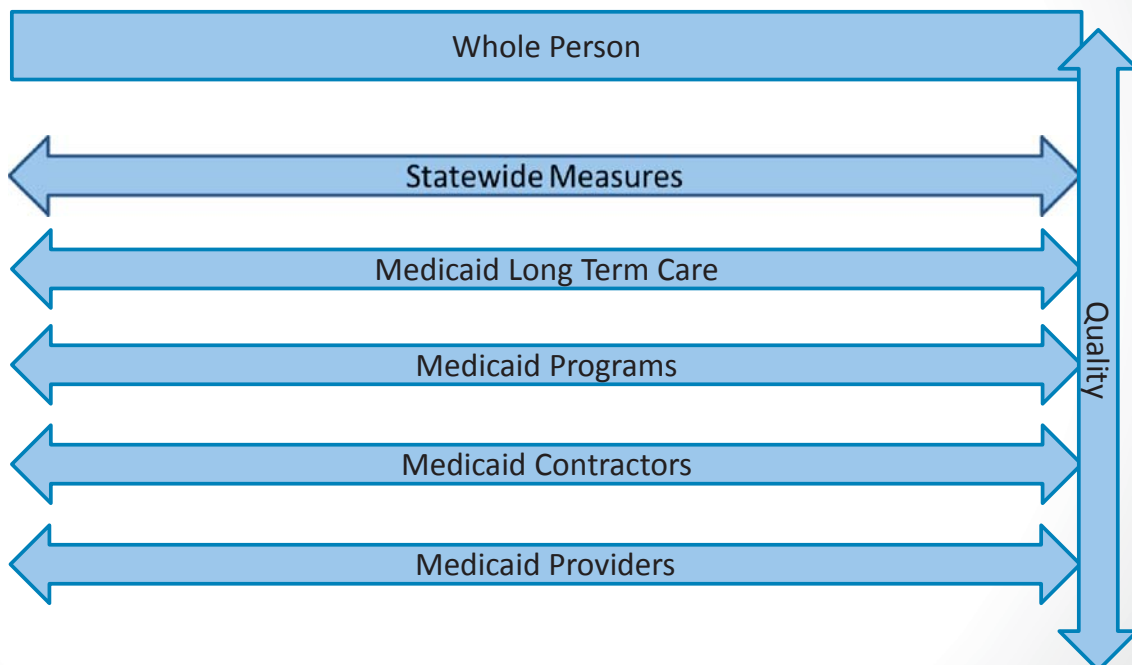 Whole Person
Statewide Measures
Medicaid Long Term Care
Medicaid Programs
Medicaid Contractors
Medicaid Providers
Quality